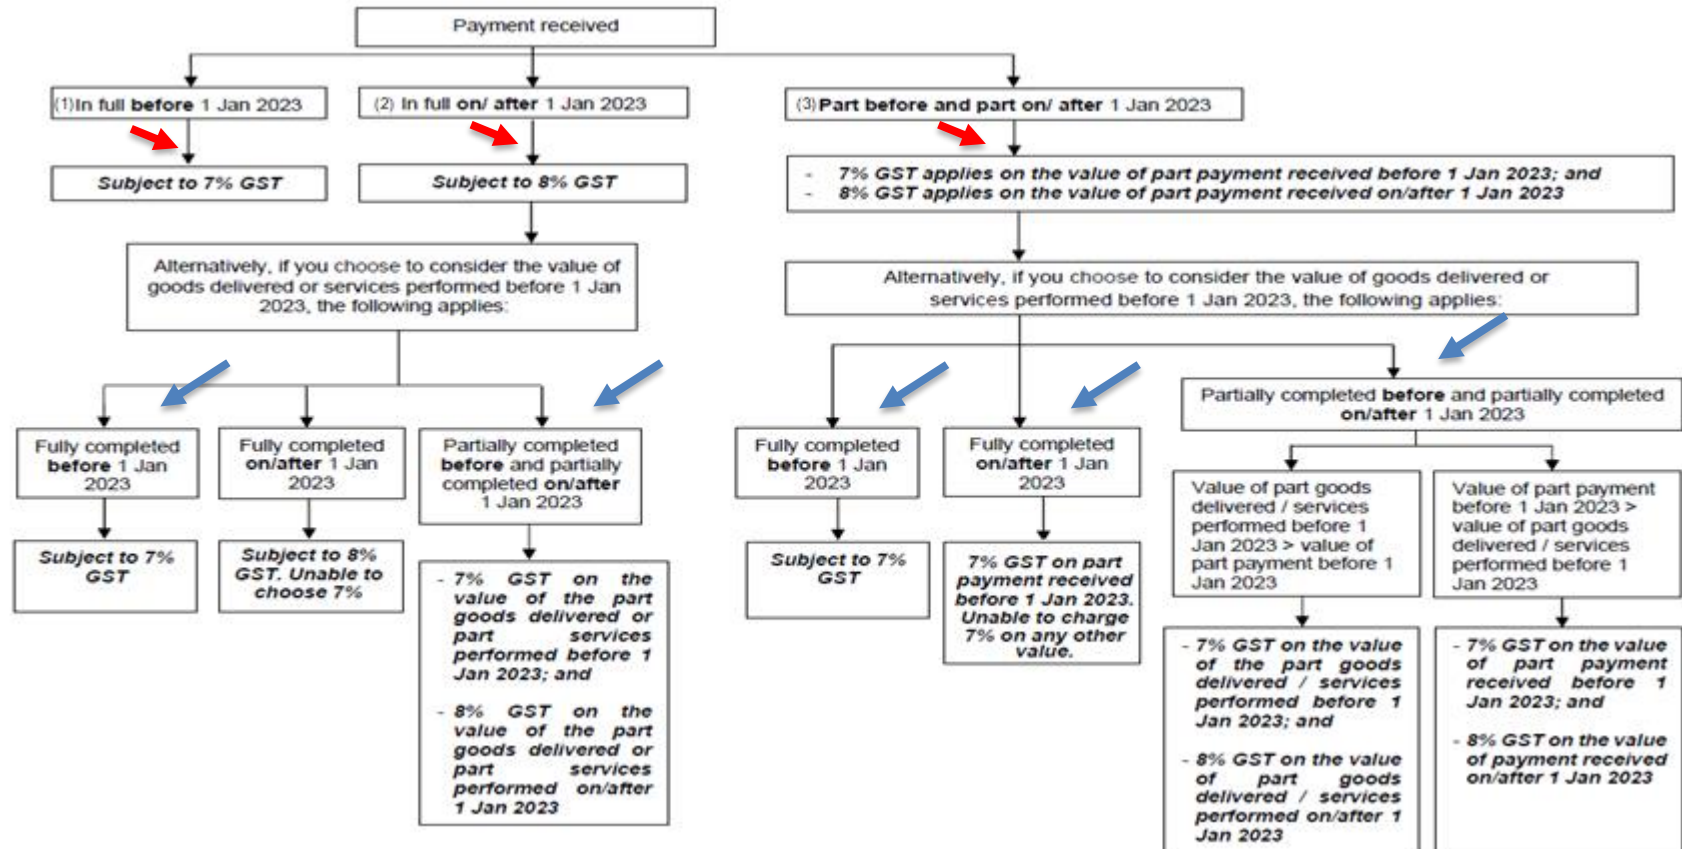 Payment received
(1)In full before 1 Jan 2023
(2) In full on/ after 1 Jan 2023
(3)Part before and part on/ after 1 Jan 2023
Subject to 7% GST
Subject to 8% GST
- 7% GST applies on the value of part payment received before 1 Jan 2023; and
- 8% GST applies on the value of part payment received on/after 1 Jan 2023
Alternatively, if you choose to consider the value of
goods delivered or services performed before 1 Jan
2023, the following applies:
Alternatively, if you choose to consider the value of goods delivered or
services performed before 1 Jan 2023, the following applies:
Fully completed
before 1 Jan
2023
Fully completed
on/after 1 Jan
2023
Partially completed
before and partially
completed on/after
1 Jan 2023
Subject to 7%
GST
Subject to 8%
GST. Unable to
choose 7%
- 7% GST on the
value of the part
goods delivered or
part services
performed before 1
Jan 2023; and
- 8% GST on the
value of the part
goods delivered or
part services
performed on/after
1 Jan 2023
Fully completed
before 1 Jan
2023
Fully completed
on/after 1 Jan
2023
Partially completed before and partially completed
on/after 1 Jan 2023
Subject to 7%
GST
7% GST on part
payment received
before 1 Jan 2023.
Unable to charge
7% on any other
value.
Value of part goods
delivered / services
performed before 1
Jan 2023 > value of
part payment before 1
Jan 2023
Value of part payment
before 1 Jan 2023 >
value of part goods
delivered / services
performed before 1
Jan 2023
- 7% GST on the value
of the part goods
delivered / services
performed before 1
Jan 2023; and
- 8% GST on the value
of part goods
delivered / services
performed on/after 1
Jan 2023
- 7% GST on the value
of part payment
received before 1
Jan 2023; and
- 8% GST on the value
of payment received
on/after 1 Jan 2023